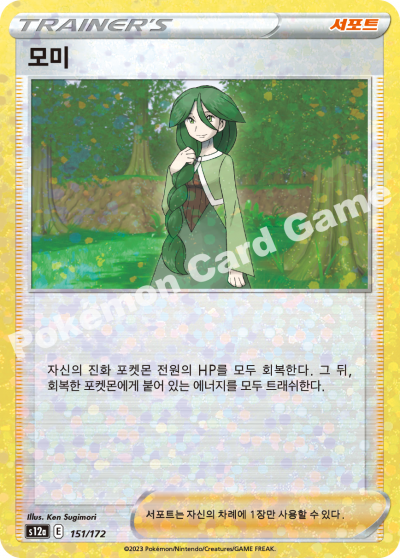 TRAINER'S
서포트
모미
Pokémon Card Game
자신의 진화 포켓몬 전원의 HP를 모두 회복한다. 그 뒤,
회복한 포켓몬에게 붙어 있는 에너지를 모두 트래쉬한다.
Illus. Ken Sugimori
s12a E 151/172
서포트는 자신의 차례에 1장만 사용할 수 있다.
©2023 Pokémon/Nintendo/Creatures/GAME FREAK.